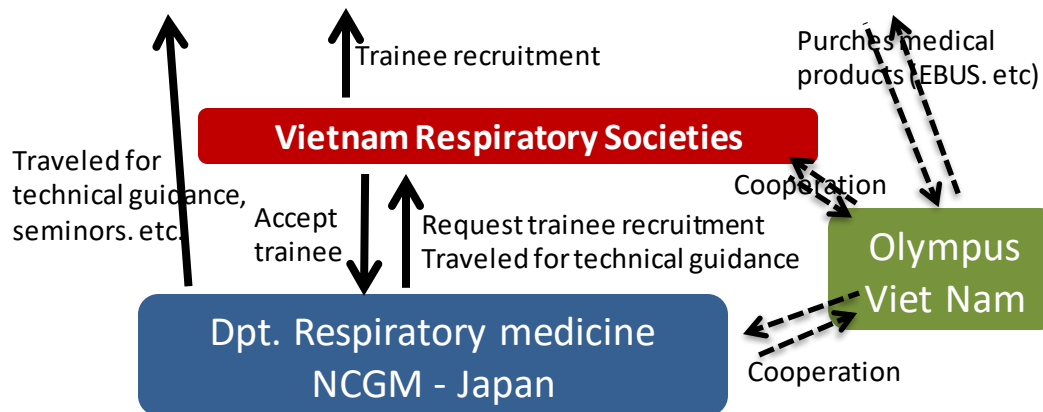 Trainee recruitment
Purches medical
products (EBUS. etc)
Vietnam Respiratory Societies
Traveled for
technical guidance,
seminors. etc.
Cooperation
Accept
trainee
Request trainee recruitment
Traveled for technical guidance
Olympus
Viet Nam
Dpt. Respiratory medicine
NCGM - Japan
Cooperation